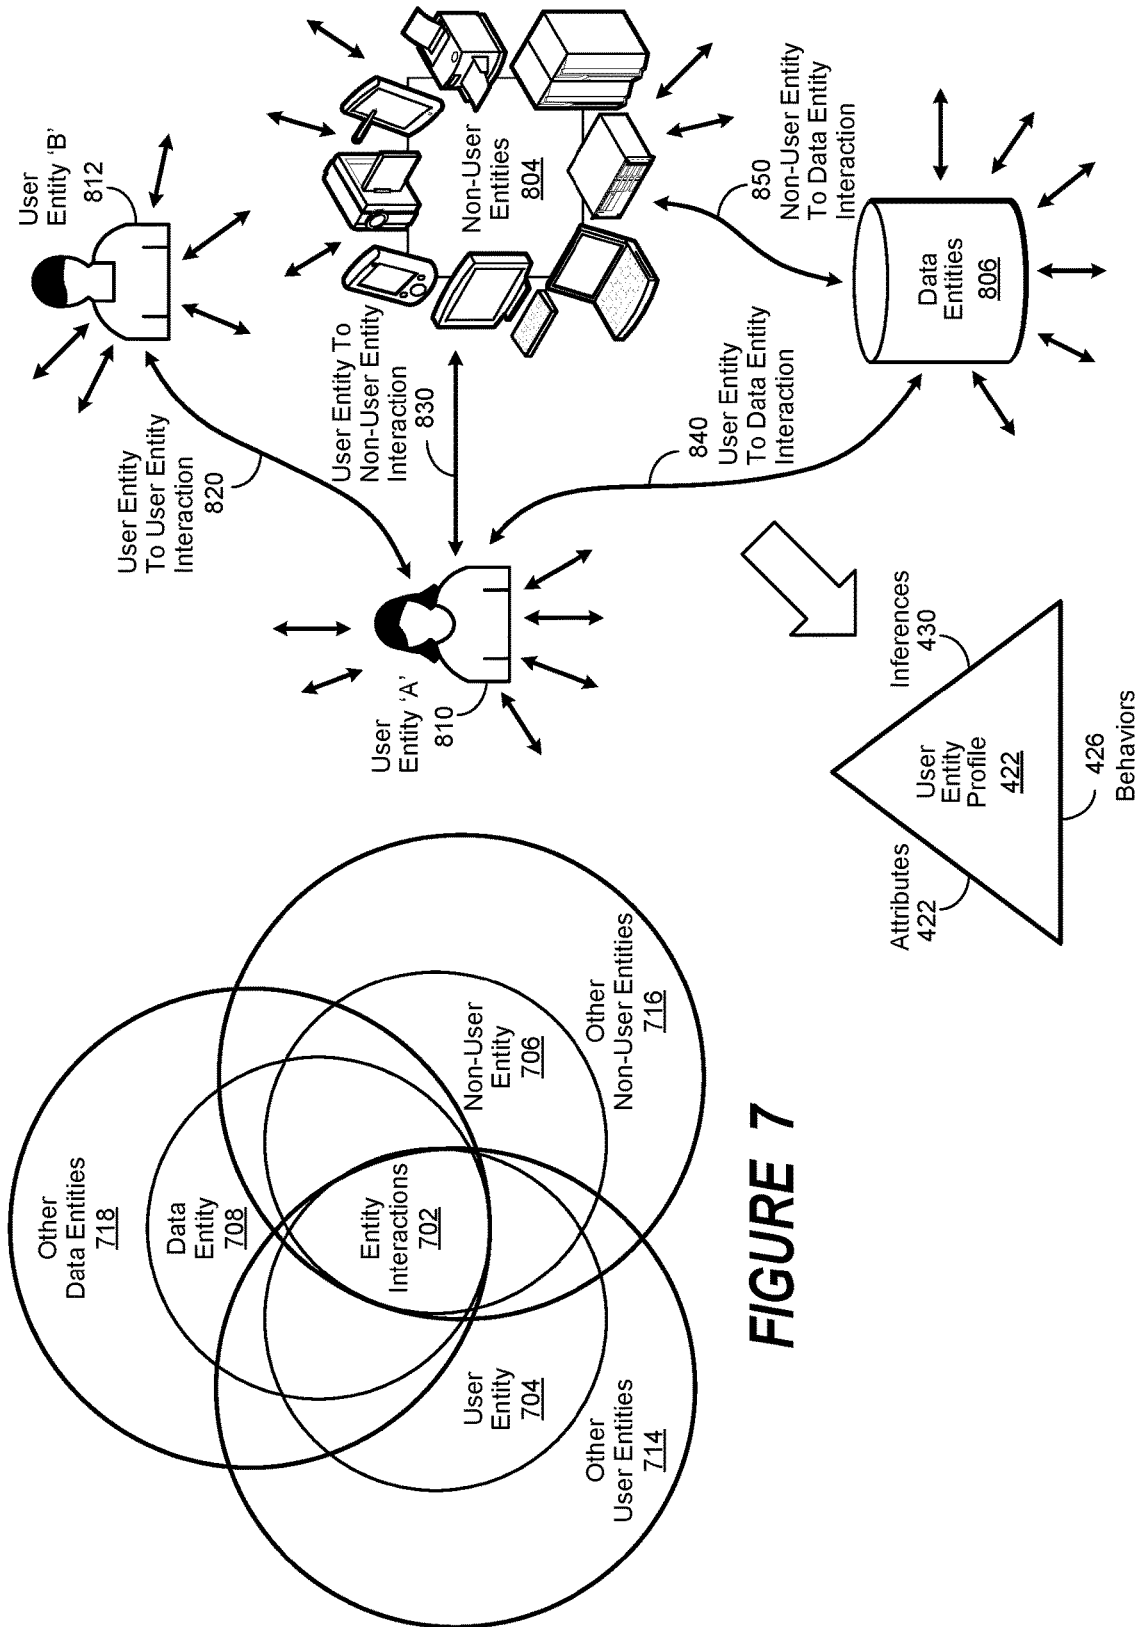 Other
Data Entities
718
Data
Entity
708
Entity
Interactions
702
User
Entity
704
Non-User
Entity
706
Other
User Entities
714
Other
Non-User Entities
716
FIGURE 7
User
Entity ‘A’
810
User Entity
To User Entity
Interaction
820
User
Entity ‘B’
812
User Entity To
Non-User Entity
Interaction
830
Non-User
Entities
804
840
User Entity
To Data Entity
Interaction
850
Non-User Entity
To Data Entity
Interaction
Data
Entities
806
Attributes
422
Inferences
430
User
Entity
Profile
422
426
Behaviors